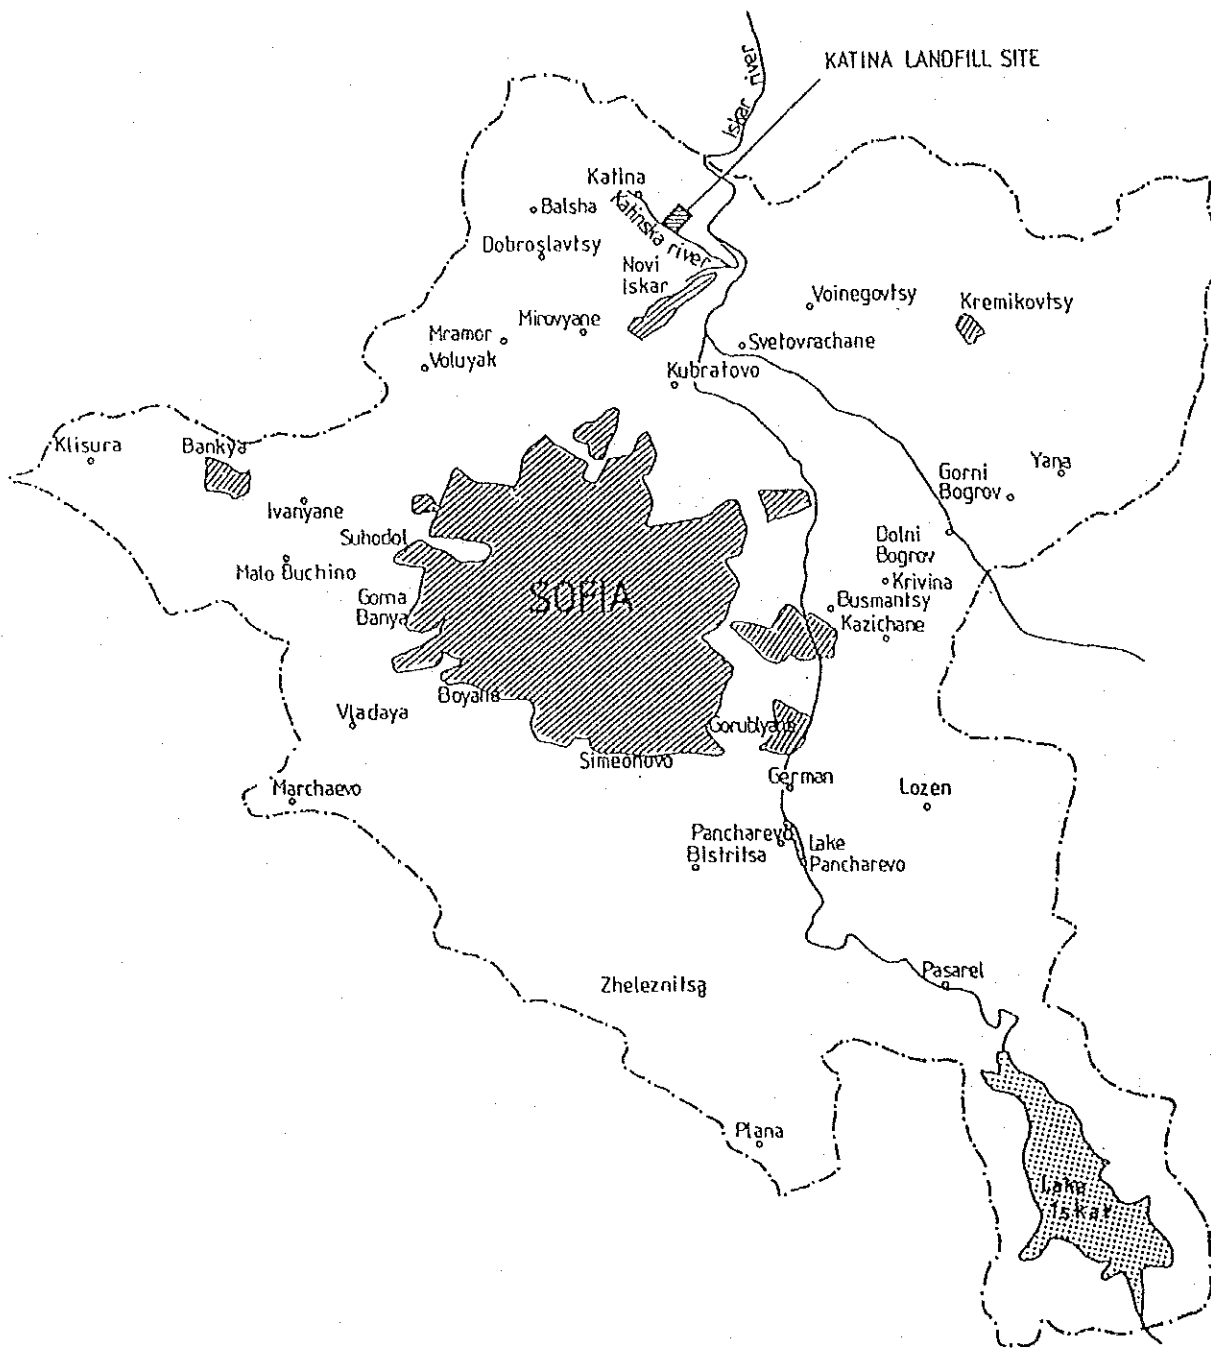 KATINA LANDFILL SITE
Iskar river
Katina
Balsha
Katinska river
Dobroslavtsy
Novi
Iskar
Voinegovtsy
Kremikovtsy
Mirovyane
Mramor
Voluyak
Svetovrachane
Kubratovo
Klisura
Bankya
Yana
Gorni
Bogrov
Ivanyane
Suhodol
Dolni
Bogrov
Malo Buchino
Krivina
SOFIA
Gorna
Banya
Busmantsy
Kazichane
Boyana
Vladaya
Gorublyane
Simeonovo
German
Marchaevo
Lozen
Pancharevo
Bistritsa
Lake
Pancharevo
Pasarel
Zheleznitsa
Plana
Lake
Iskar